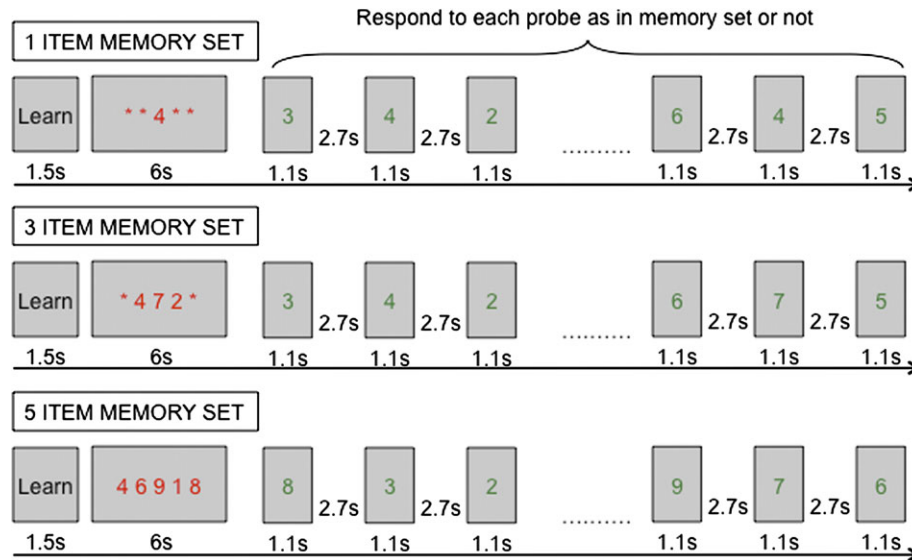 Respond to each probe as in memory set or not
1 ITEM MEMORY SET
Learn * * 4 * * 3 2.7s 4 2.7s 2 .......... 6 2.7s 4 2.7s 5
1.5s 6s 1.1s 1.1s 1.1s 1.1s 1.1s 1.1s
3 ITEM MEMORY SET
Learn * 4 7 2 * 3 2.7s 4 2.7s 2 .......... 6 2.7s 7 2.7s 5
1.5s 6s 1.1s 1.1s 1.1s 1.1s 1.1s 1.1s
5 ITEM MEMORY SET
Learn 4 6 9 1 8 8 2.7s 3 2.7s 2 .......... 9 2.7s 7 2.7s 6
1.5s 6s 1.1s 1.1s 1.1s 1.1s 1.1s 1.1s